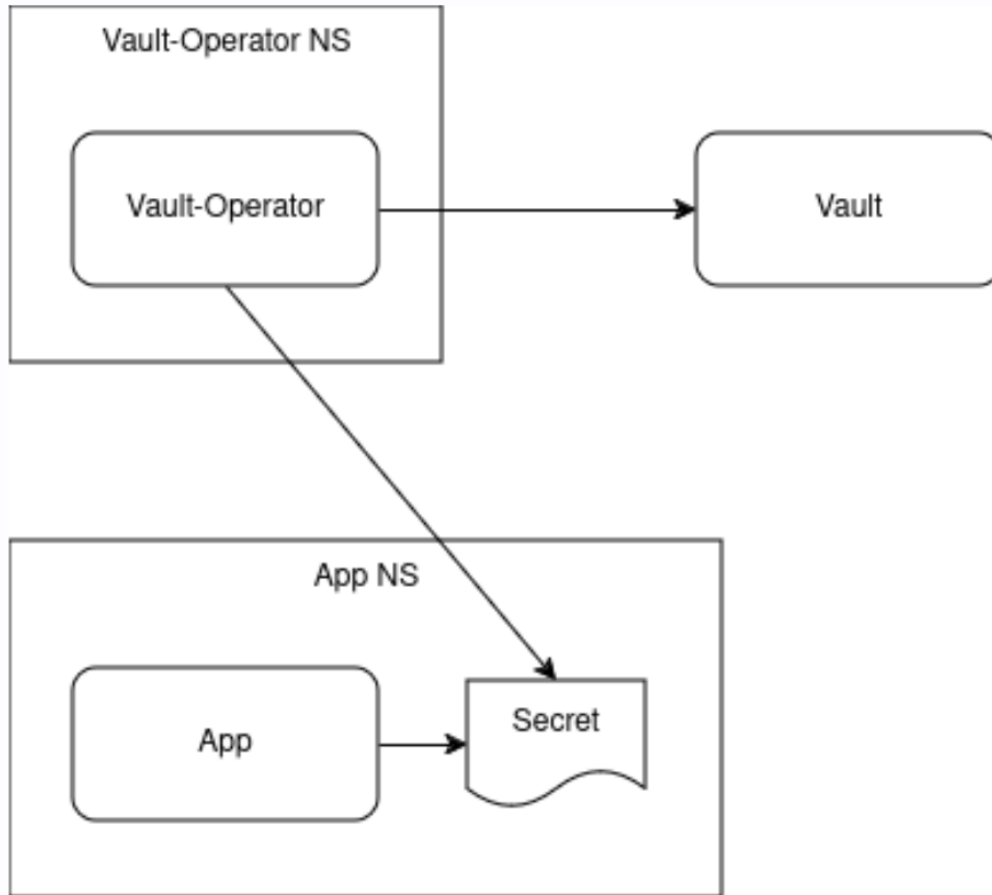 Vault-Operator NS
Vault-Operator
Vault
App NS
App
Secret